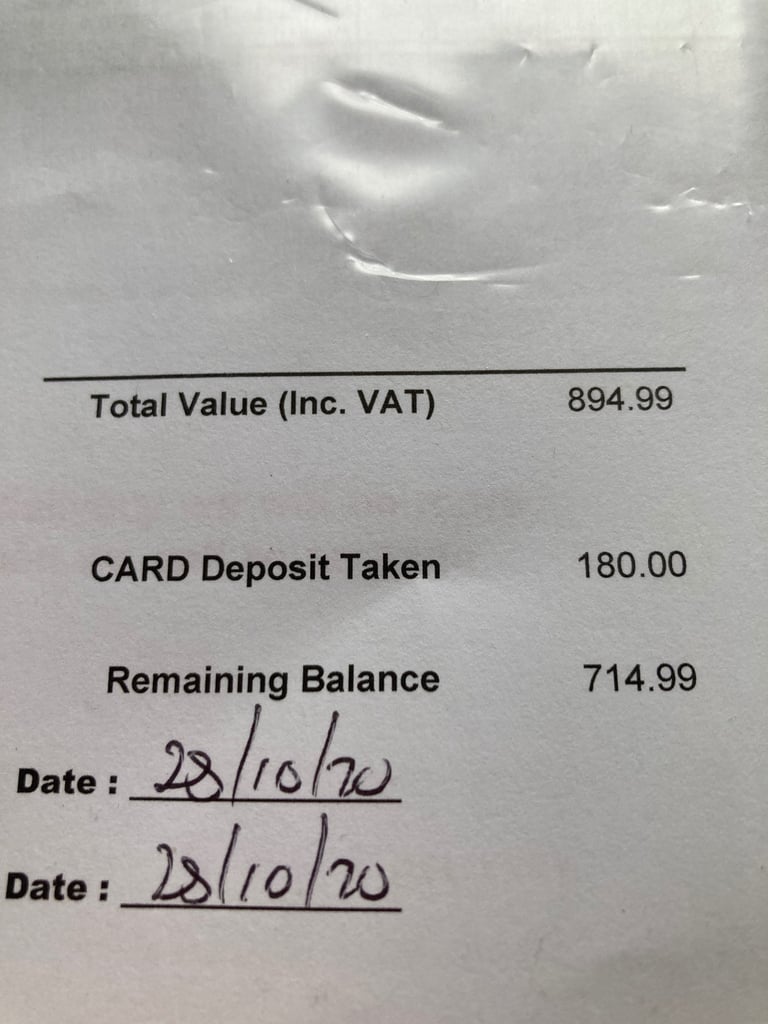 Total Value (Inc. VAT) 894.99
CARD Deposit Taken 180.00
Remaining Balance 714.99
Date : 28/10/20
Date : 28/10/20